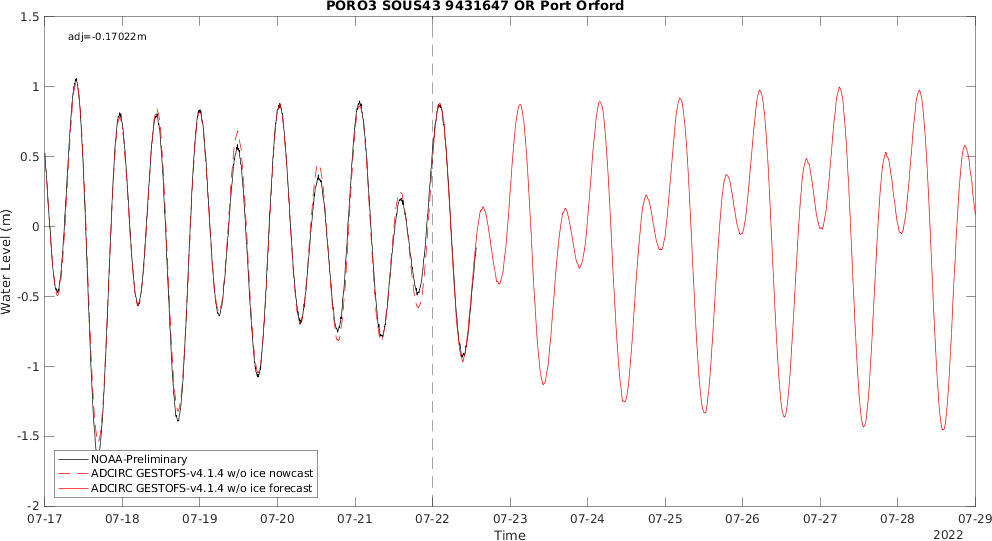 PORO3 SOUS43 9431647 OR Port Orford
adj=-0.17022m
Water Level (m)
1.5
1
0.5
0
-0.5
-1
-1.5
-2
NOAA-Preliminary
ADCIRC GESTOFS-v4.1.4 w/o ice nowcast
ADCIRC GESTOFS-v4.1.4 w/o ice forecast
07-17 07-18 07-19 07-20 07-21 07-22 07-23 07-24 07-25 07-26 07-27 07-28 07-29
Time
2022